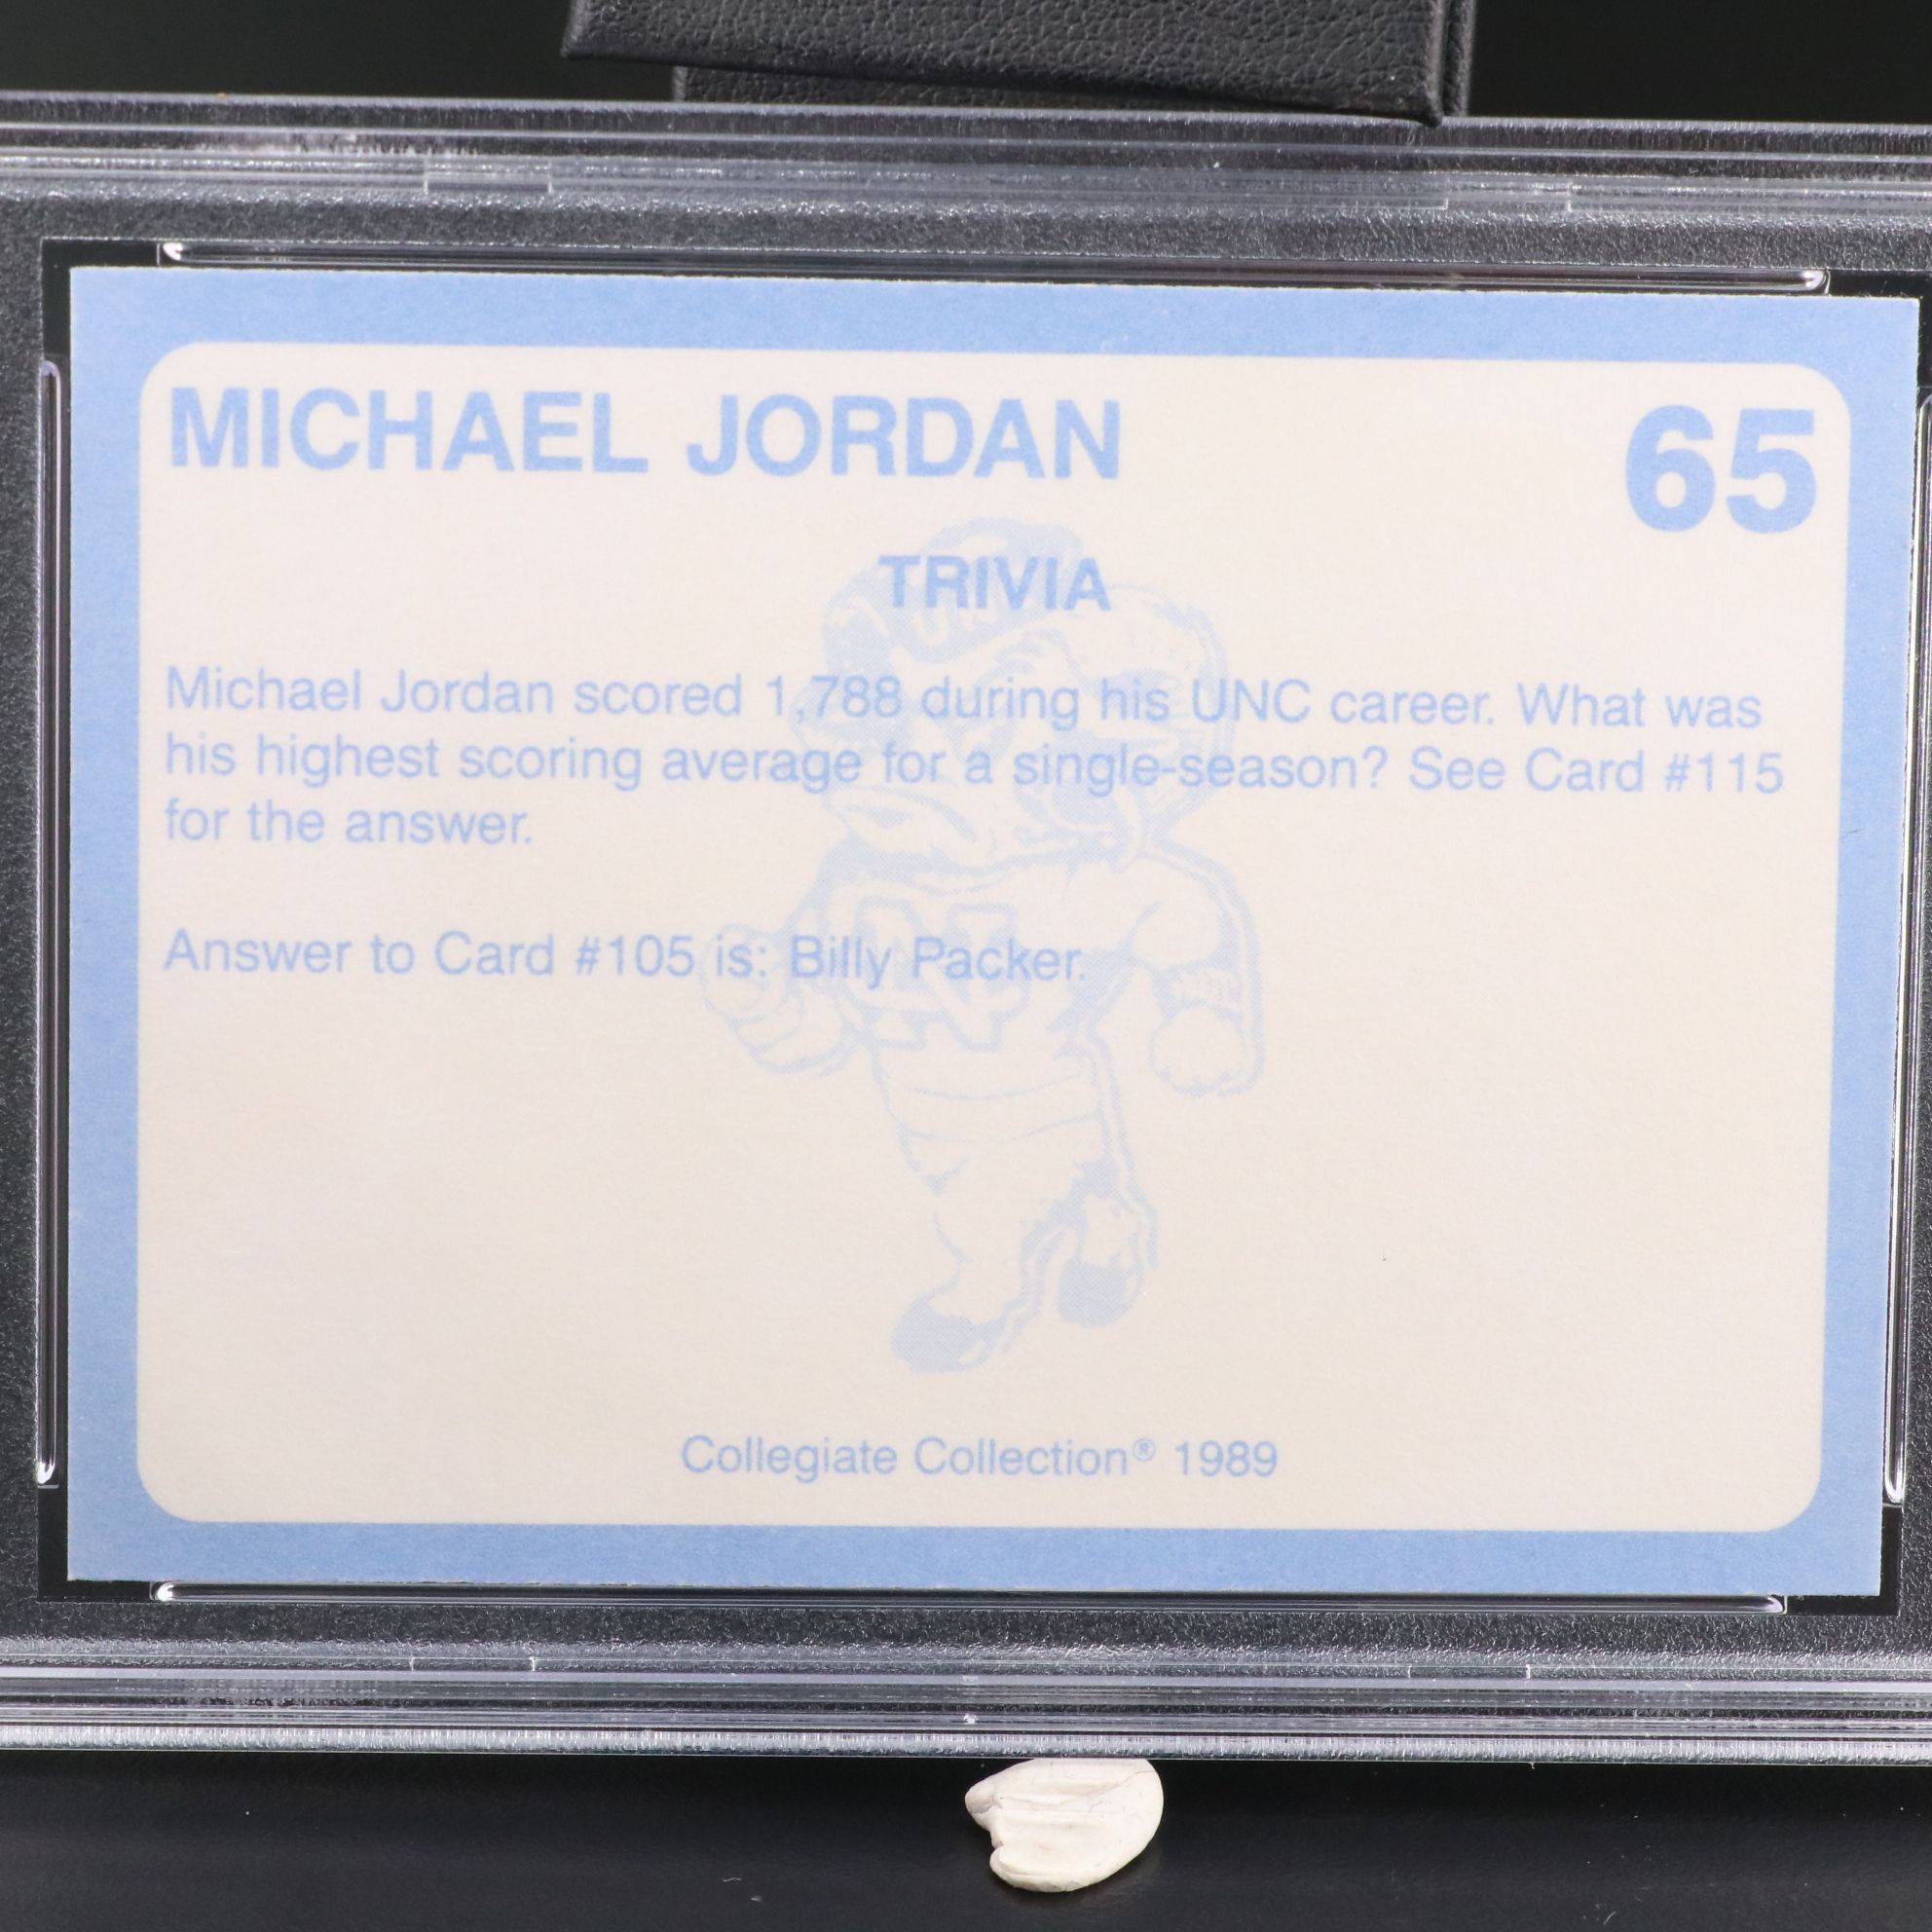 MICHAEL JORDAN 65
TRIVIA
UNC
Michael Jordan scored 1,788 during his UNC career. What was
his highest scoring average for a single-season? See Card #115
for the answer.
NC
Answer to Card #105 is: Billy Packer.
Collegiate Collection® 1989